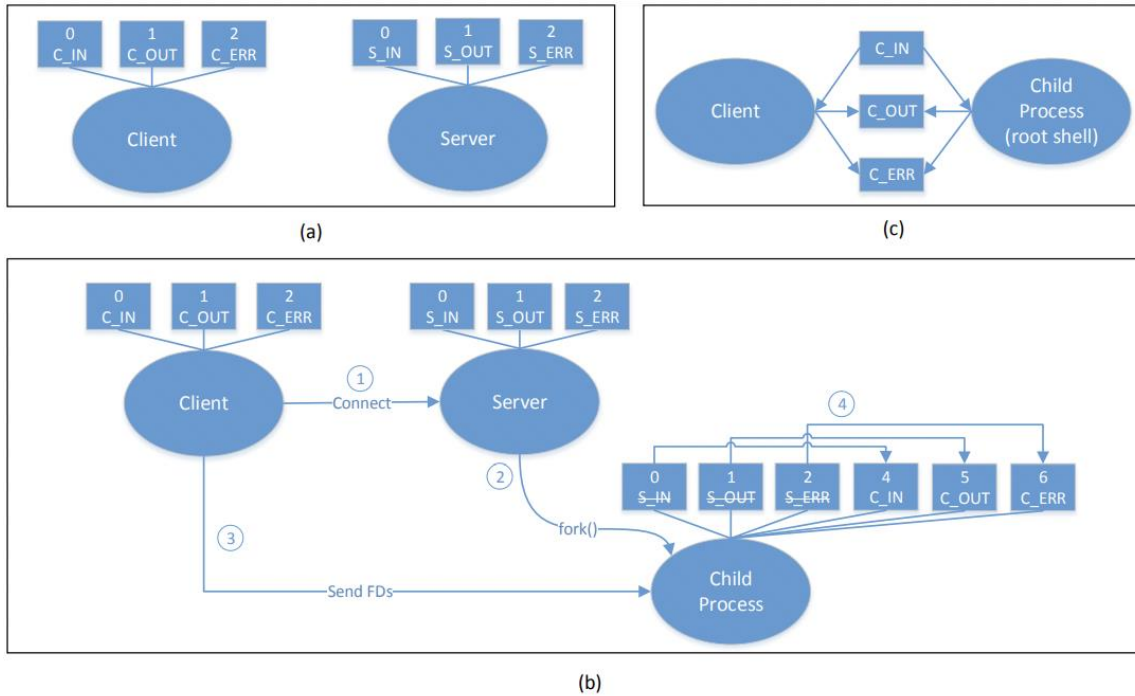 0
C_IN
1
C_OUT
2
C_ERR
Client
0
S_IN
1
S_OUT
2
S_ERR
Server
(a)
C_IN
C_OUT
C_ERR
Client
Child
Process
(root shell)
(c)
0
C_IN
1
C_OUT
2
C_ERR
Client
1
Connect
0
S_IN
1
S_OUT
2
S_ERR
Server
2
fork()
3
Send FDs
4
0
S_IN
1
S_OUT
2
S_ERR
4
C_IN
5
C_OUT
6
C_ERR
Child
Process
(b)